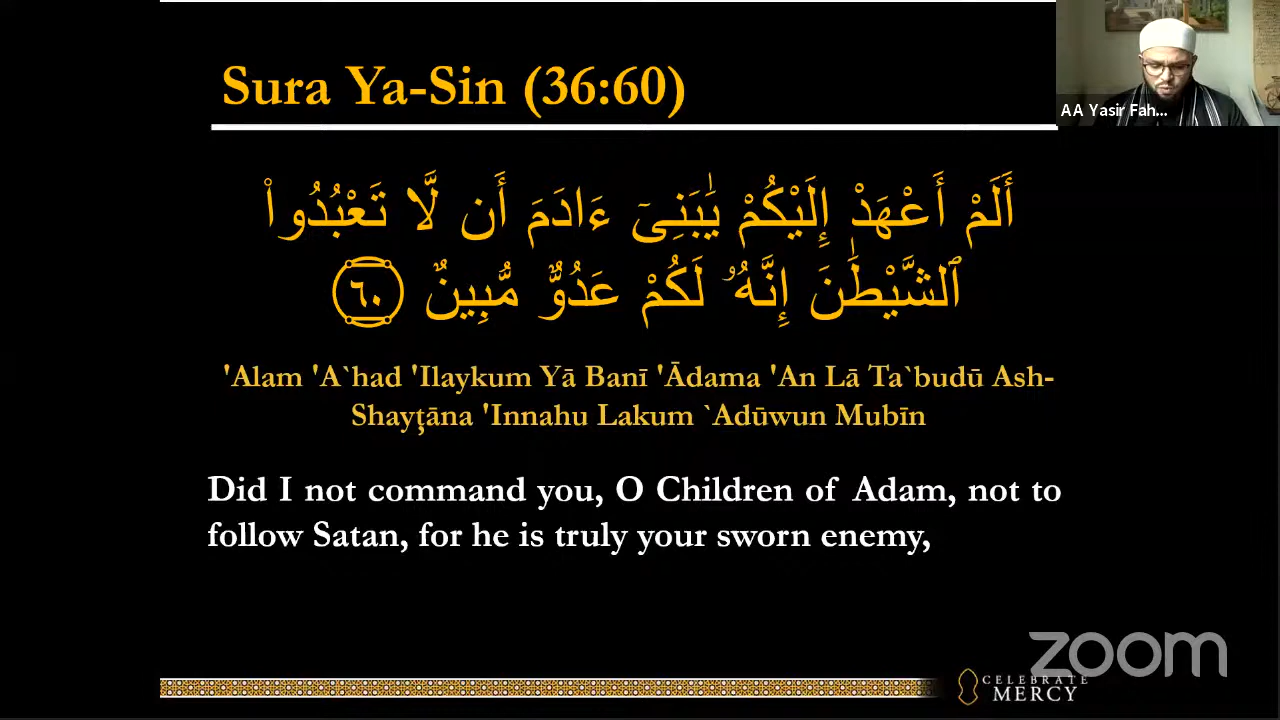 Sura Ya-Sin (36:60)
AA Yasir Fah...
أَلَمْ أَعْهَدْ إِلَيْكُمْ يَٰبَنِىٓ ءَادَمَ أَن لَّا تَعْبُدُوا۟
ٱلشَّيْطَٰنَ إِنَّهُۥ لَكُمْ عَدُوٌّ مُّبِينٌ ٦٠
'Alam 'A`had 'Ilaykum Yā Banī 'Ādama 'An Lā Ta`budū Ash-
Shayţāna 'Innahu Lakum `Adūwun Mubīn
Did I not command you, O Children of Adam, not to
follow Satan, for he is truly your sworn enemy,
zoom
CELEBRATE
MERCY